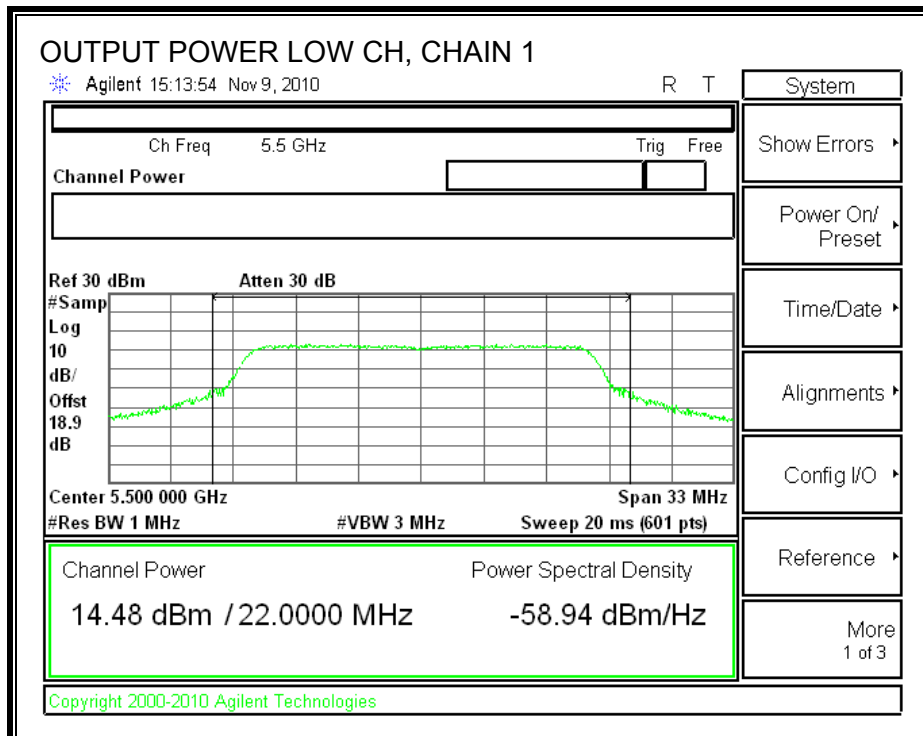 OUTPUT POWER LOW CH, CHAIN 1
Agilent 15:13:54 Nov 9, 2010 R T
System
Ch Freq 5.5 GHz Trig Free
Show Errors
Channel Power
Power On/
Preset
Ref 30 dBm Atten 30 dB
#Samp
Log
10
dB/
Offst
18.9
dB
Time/Date
Alignments
Config I/O
Center 5.500 000 GHz Span 33 MHz
#Res BW 1 MHz #VBW 3 MHz Sweep 20 ms (601 pts)
Channel Power Power Spectral Density
14.48 dBm / 22.0000 MHz -58.94 dBm/Hz
Reference
More
1 of 3
Copyright 2000-2010 Agilent Technologies